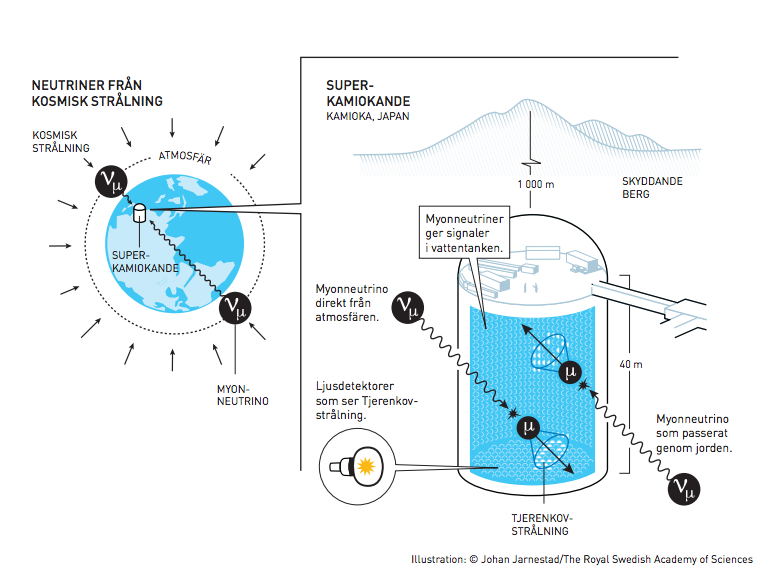 NEUTRINER FRÅN
KOSMISK STRÅLNING
KOSMISK
STRÅLNING
ATMOSFÄR
νμ
SUPER-
KAMIOKANDE
νμ
MYON-
NEUTRINO
SUPER-
KAMIOKANDE
KAMIOKA, JAPAN
1 000 m
SKYDDANDE
BERG
Myonneutriner
ger signaler
i vattentanken.
Myonneutrino
direkt från
atmosfären.
νμ
μ
40 m
Ljusdetektorer
som ser Tjerenkov-
strålning.
μ
Myonneutrino
som passerat
genom jorden.
νμ
TJERENKOV-
STRÅLNING
Illustration: © Johan Jarnestad/The Royal Swedish Academy of Sciences